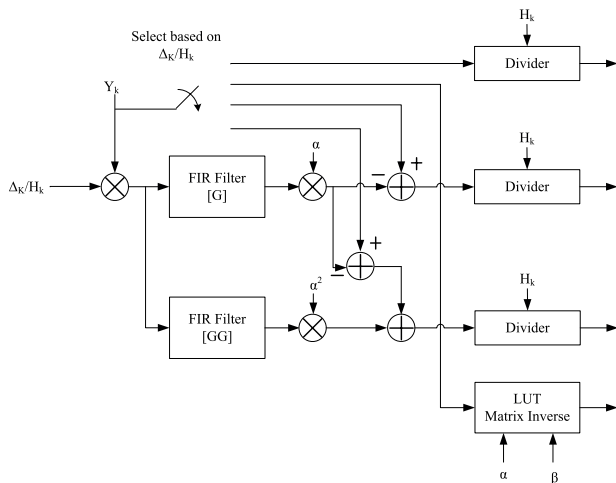 H_k
Select based on
Δ_K/H_k
Divider
Y_k
H_k
α
Δ_K/H_k
FIR Filter
[G]
−
+
Divider
+
−
H_k
α²
FIR Filter
[GG]
Divider
LUT
Matrix Inverse
α
β